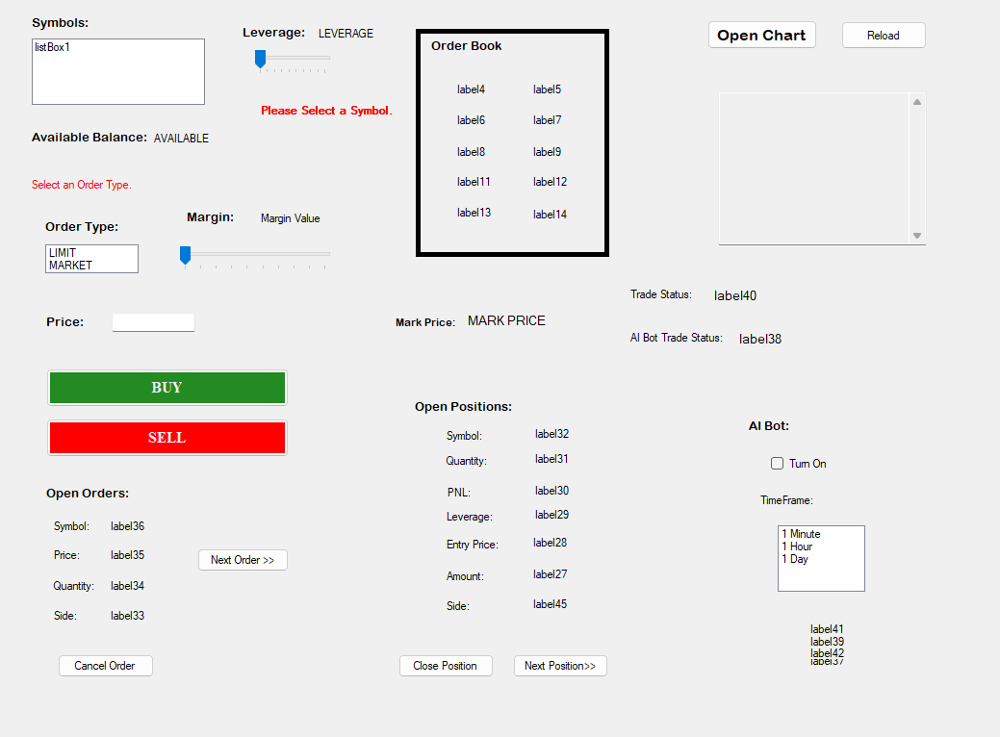 Symbols:
listBox1
Leverage: LEVERAGE
Please Select a Symbol.
Available Balance: AVAILABLE
Select an Order Type.
Order Type:
LIMIT
MARKET
Margin: Margin Value
Price:
BUY
SELL
Order Book
label4 label5
label6 label7
label8 label9
label11 label12
label13 label14
Open Chart
Reload
Mark Price: MARK PRICE
Trade Status: label40
AI Bot Trade Status: label38
Open Orders:
Symbol: label36
Price: label35
Quantity: label34
Side: label33
Next Order >>
Cancel Order
Open Positions:
Symbol: label32
Quantity: label31
PNL: label30
Leverage: label29
Entry Price: label28
Amount: label27
Side: label45
Close Position
Next Position>>
AI Bot:
Turn On
TimeFrame:
1 Minute
1 Hour
1 Day
label41
label39
label42
label37